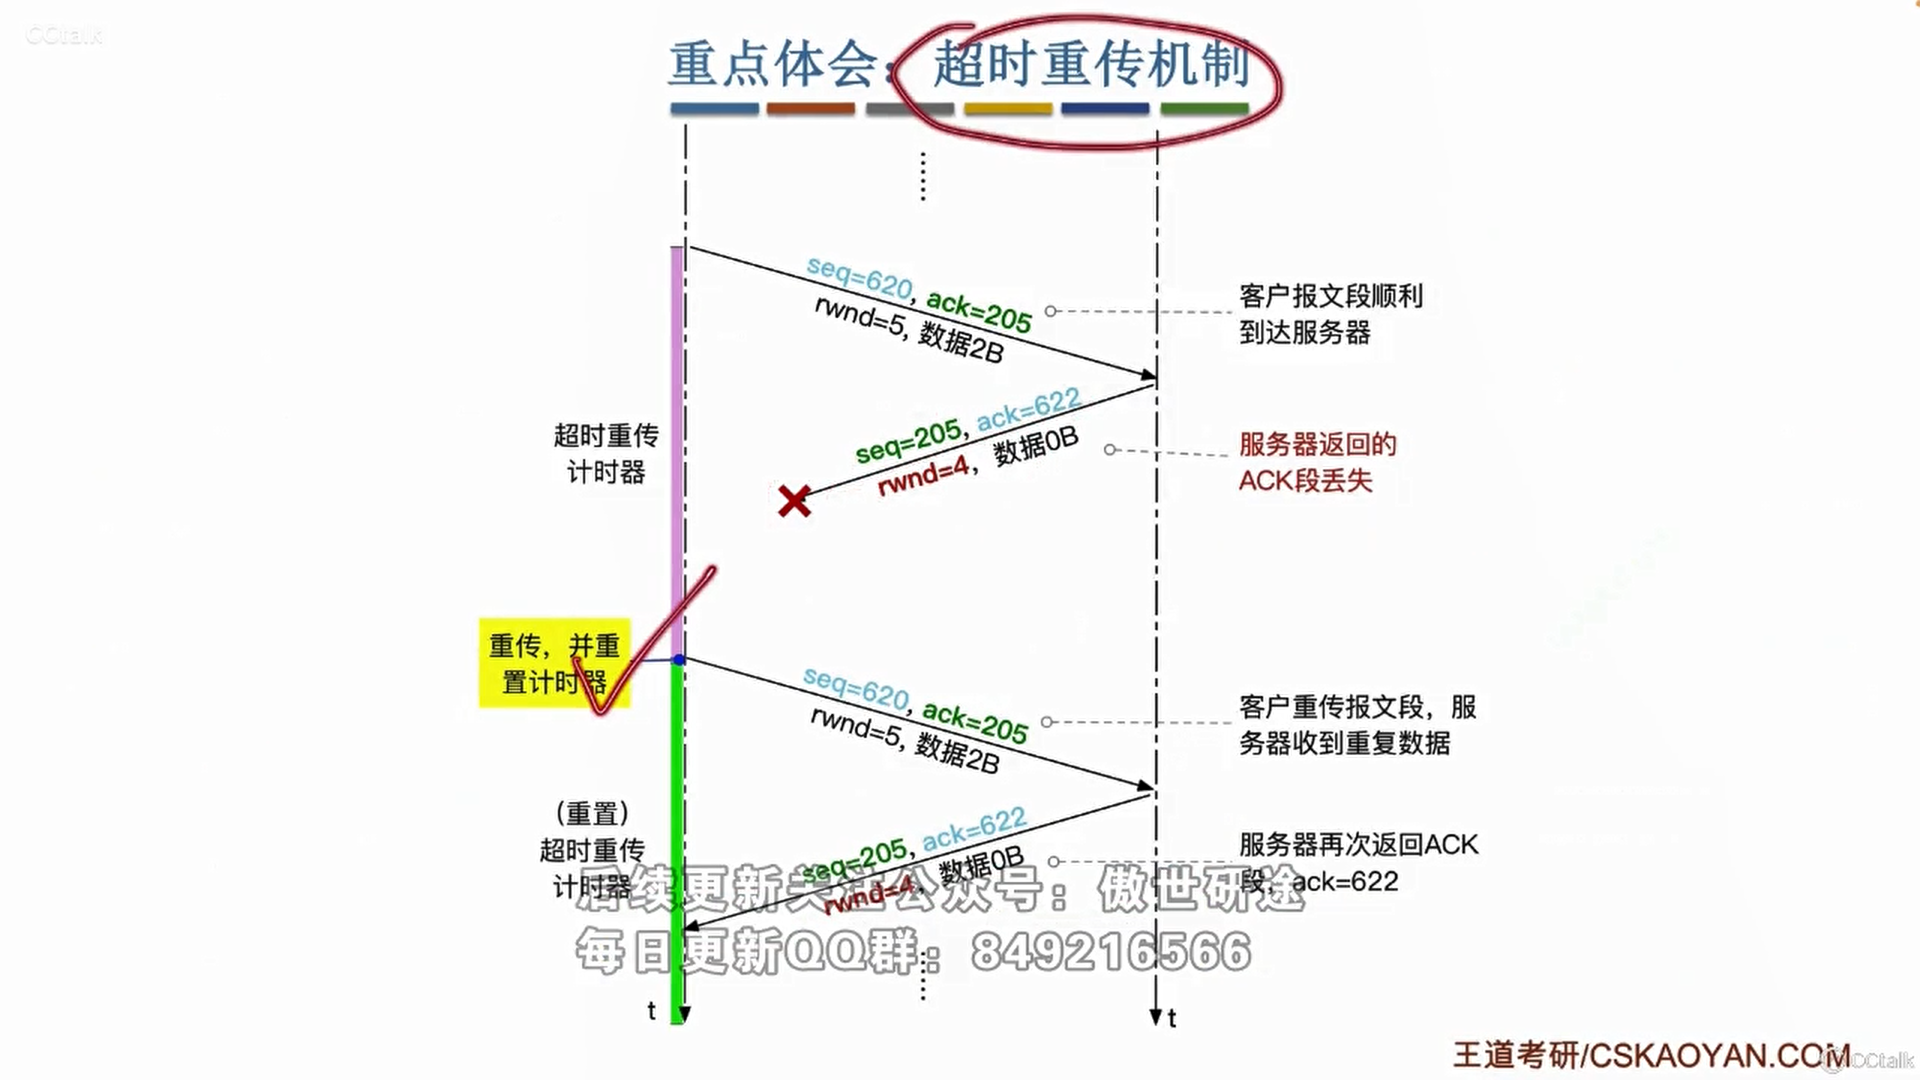 CCtalk
重点体会：超时重传机制
seq=620, ack=205
rwnd=5, 数据2B
客户报文段顺利
到达服务器
seq=205, ack=622
rwnd=4, 数据0B
服务器返回的
ACK段丢失
超时重传
计时器
重传，并重
置计时器
seq=620, ack=205
rwnd=5, 数据2B
客户重传报文段，服
务器收到重复数据
（重置）
超时重传
计时器
seq=205, ack=622
rwnd=4, 数据0B
服务器再次返回ACK
段，ack=622
后续更新关注公众号：傲世研途
每日更新QQ群：849216566
t
t
王道考研/CSKAOYAN.COM
CCtalk